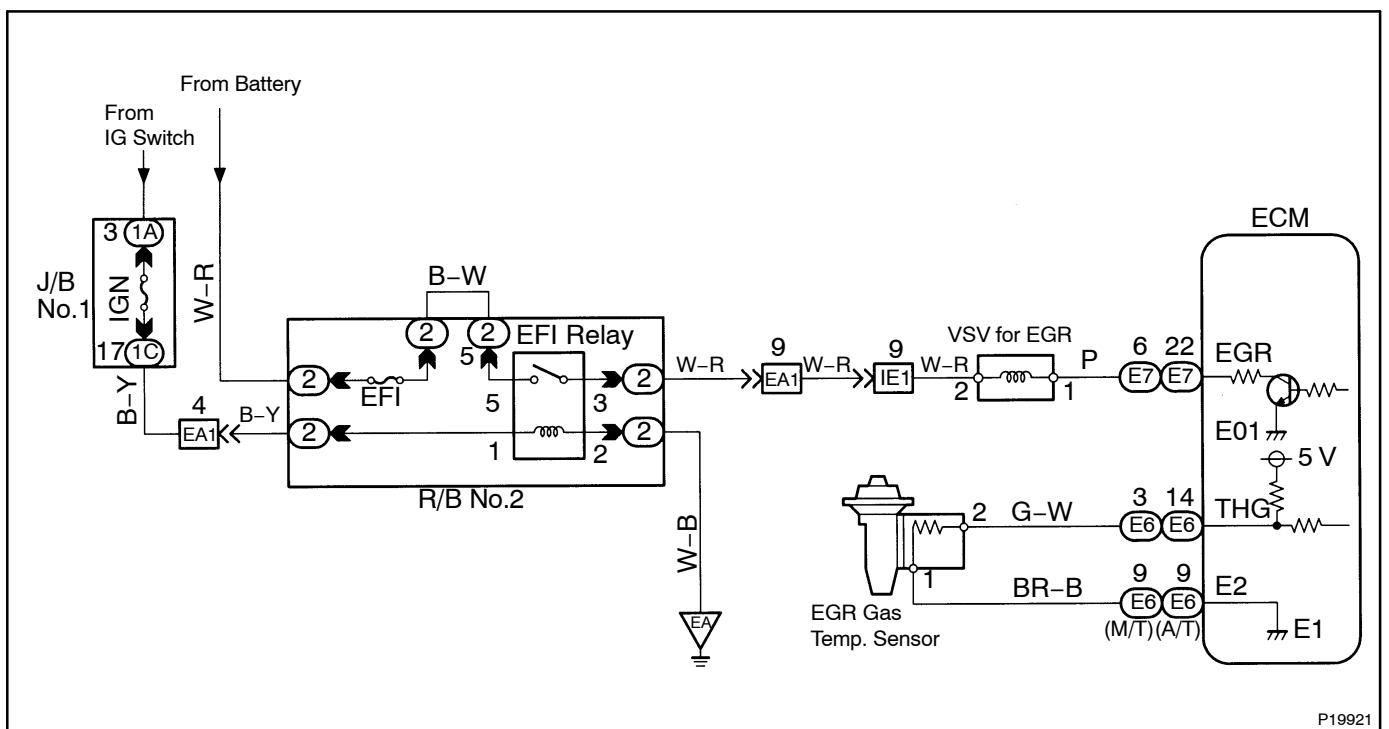 From Battery
From
IG Switch
3 1A
J/B
No.1
IGN
17 1C
B-Y
W-R
4
EA1
B-Y
B-W
2 2
5
EFI Relay
2
EFI
5 3
2
2
1 2
2
R/B No.2
W-B
EA
W-R
9
EA1
W-R
9
IE1
W-R
VSV for EGR
2 1
P
6 22
E7 E7
ECM
EGR
E01
5 V
2
G-W
3 14
E6 E6
THG
1
BR-B
9 9
E6 E6
(M/T) (A/T)
E2
E1
EGR Gas
Temp. Sensor
P19921